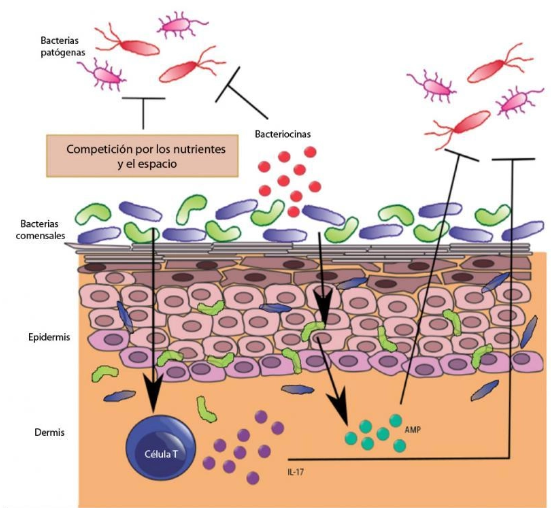 Bacterias
patógenas
Competición por los nutrientes
y el espacio
Bacteriocinas
Bacterias
comensales
Epidermis
Dermis
Célula T
AMP
IL-17